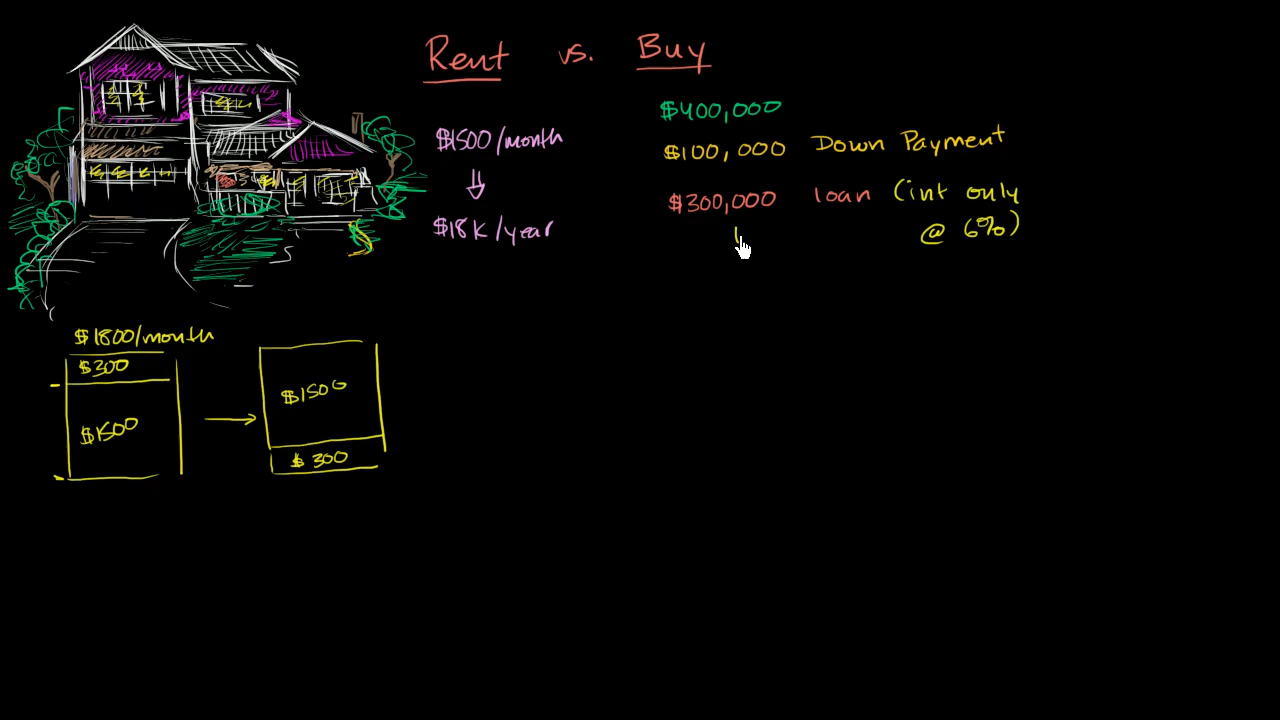 Rent vs. Buy
$400,000
$1500/month
$100,000 Down Payment
$300,000 loan (int only
@ 6%)
$18K/year
$1800/month
$300
$1500
$1500
$300